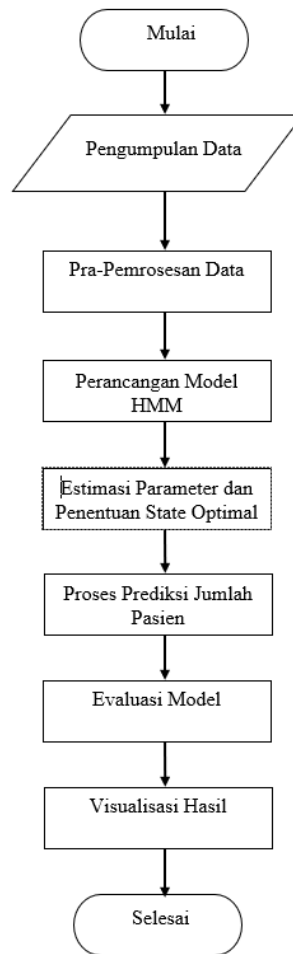 Mulai
Pengumpulan Data
Pra-Pemrosesan Data
Perancangan Model
HMM
Estimasi Parameter dan
Penentuan State Optimal
Proses Prediksi Jumlah
Pasien
Evaluasi Model
Visualisasi Hasil
Selesai